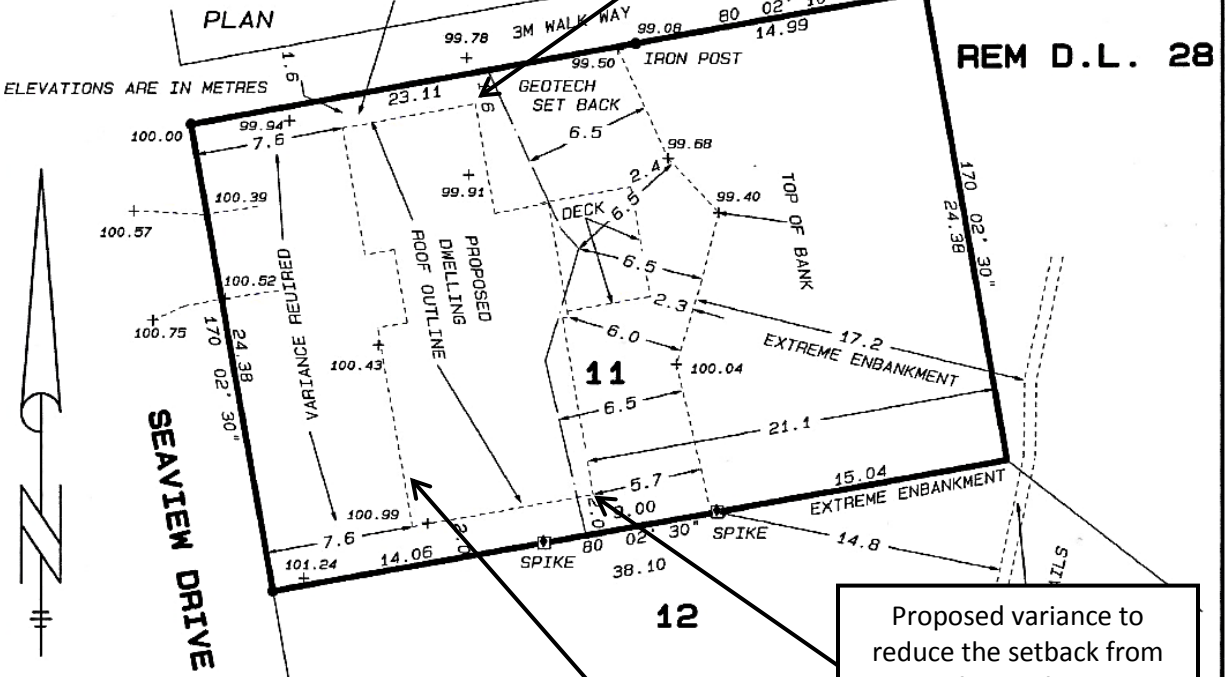 PLAN
3M WALK WAY
99.78
99.08
80 02'
14.99
REM D.L. 28
IRON POST
99.50
1.6
ELEVATIONS ARE IN METRES
23.11
GEOTECH
SET BACK
100.00
99.94
7.6
6.5
99.68
2.4
99.91
100.39
100.57
DECK
6.5
99.40
TOP OF BANK
170 02' 30"
24.38
PROPOSED
DWELLING
ROOF OUTLINE
6.5
100.52
VARIANCE REUIRED
2.3
100.75
170 02' 30"
24.38
6.0
17.2
EXTREME ENBANKMENT
100.43
11
100.04
6.5
21.1
SEAVIEW DRIVE
5.7
15.04
EXTREME ENBANKMENT
100.99
2.0
9.00
7.6
14.06
80 02' 30"
SPIKE
SPIKE
14.8
101.24
38.10
12
Proposed variance to
reduce the setback from